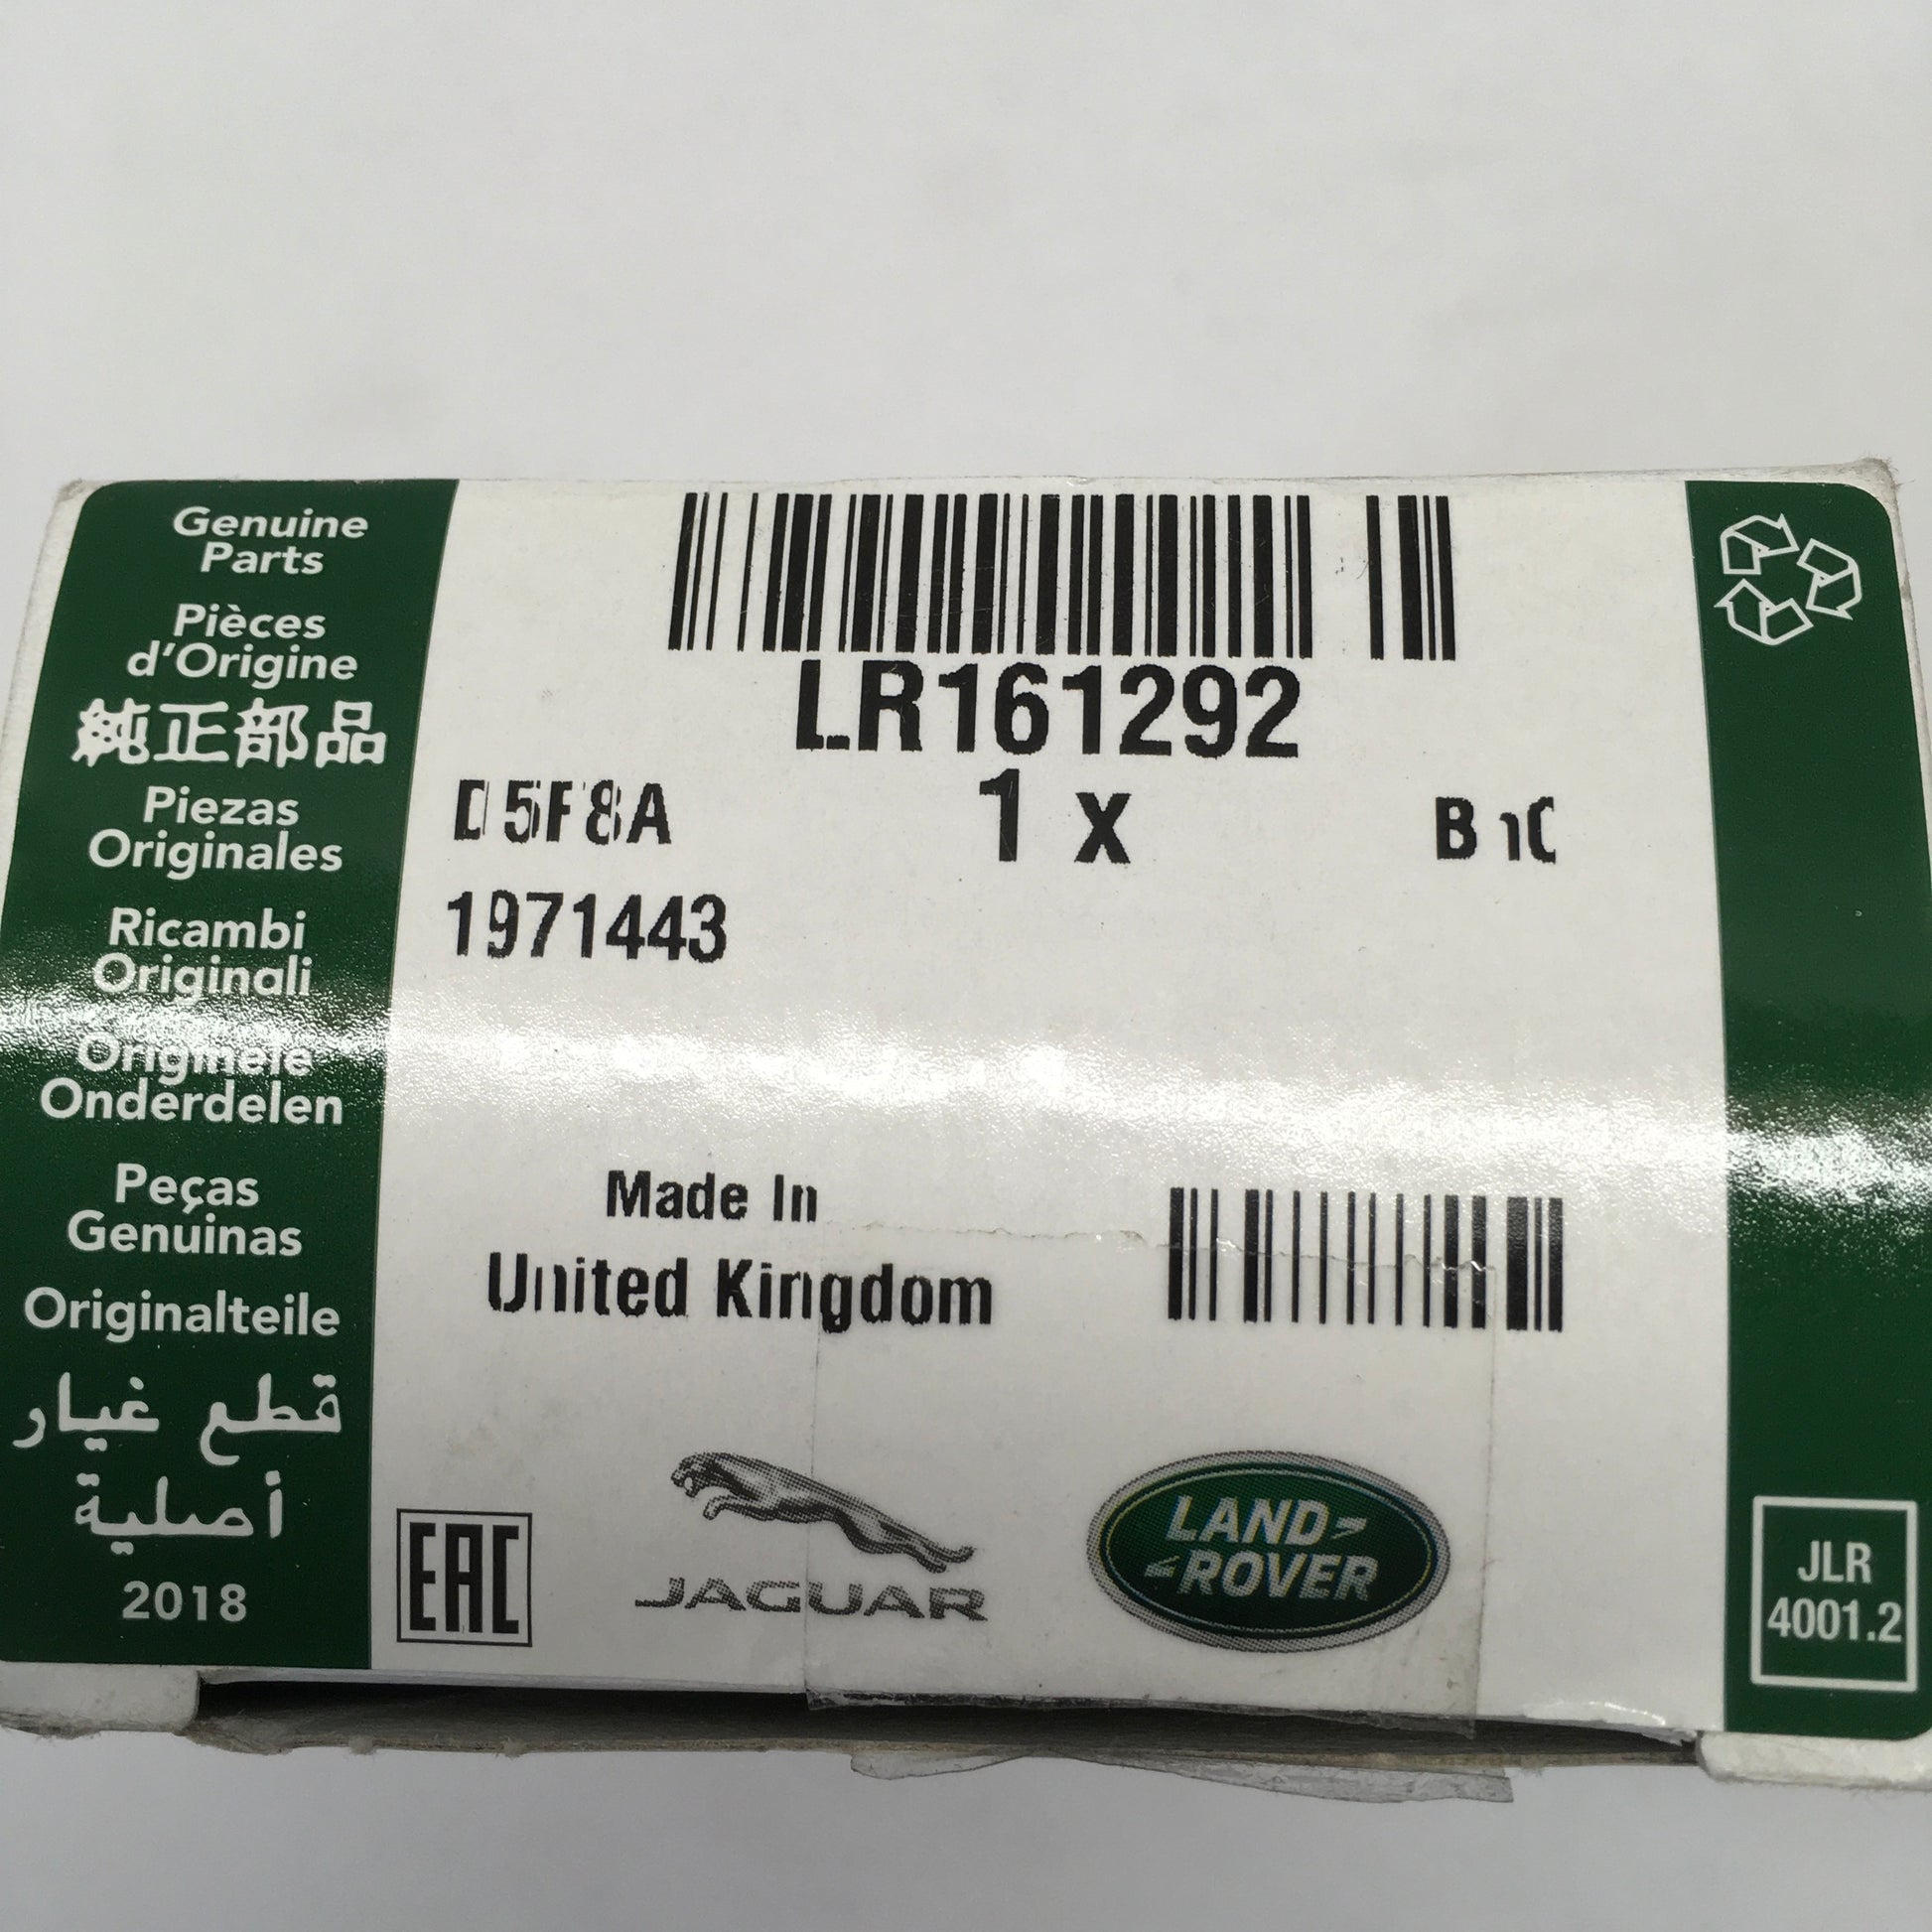 Genuine
Parts
Pièces
d'Origine
純正部品
Piezas
Originales
Ricambi
Originali
Originele
Onderdelen
Peças
Genuinas
Originalteile
قطع غيار
أصلية
2018
LR161292
1 x
1971443
Made In
United Kingdom
EAC
JAGUAR
LAND-
-ROVER
JLR
4001.2